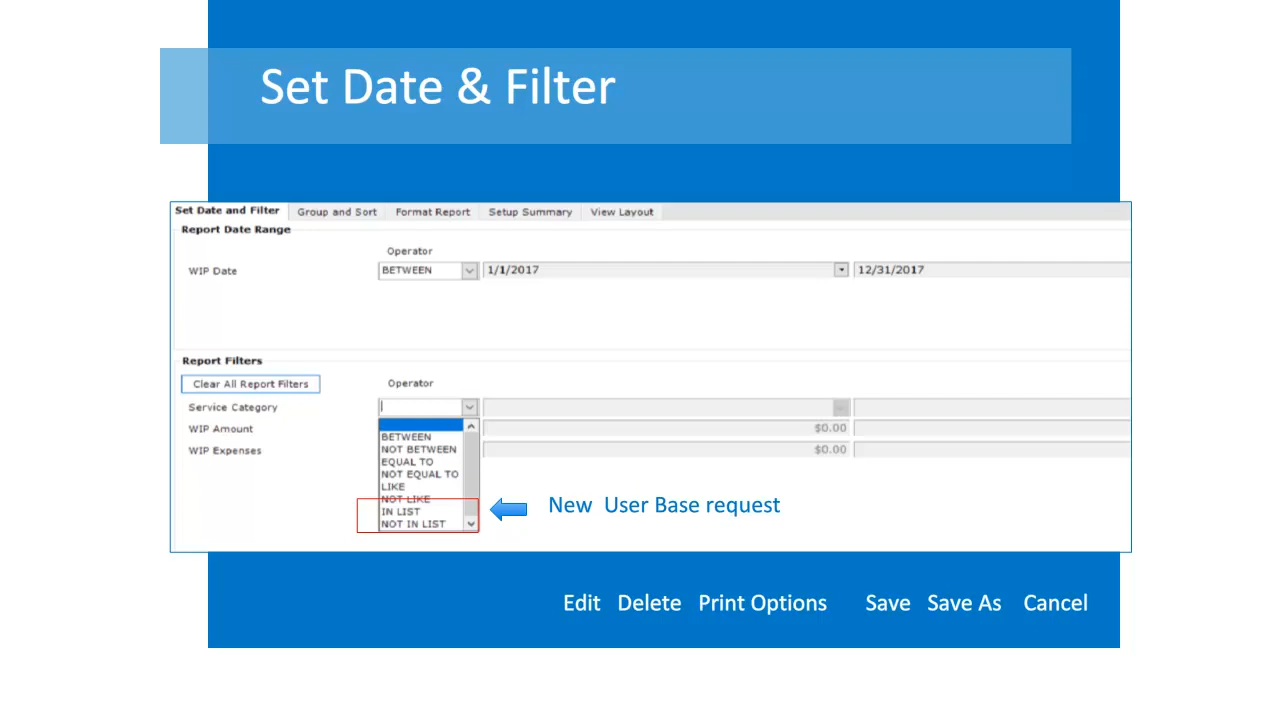 Set Date & Filter
Set Date and Filter Group and Sort Format Report Setup Summary View Layout
Report Date Range
Operator
WIP Date BETWEEN 1/1/2017 12/31/2017
Report Filters
Clear All Report Filters Operator
Service Category
WIP Amount $0.00
BETWEEN
NOT BETWEEN
WIP Expenses $0.00
EQUAL TO
NOT EQUAL TO
LIKE
NOT LIKE
IN LIST
NOT IN LIST
New User Base request
Edit Delete Print Options Save Save As Cancel